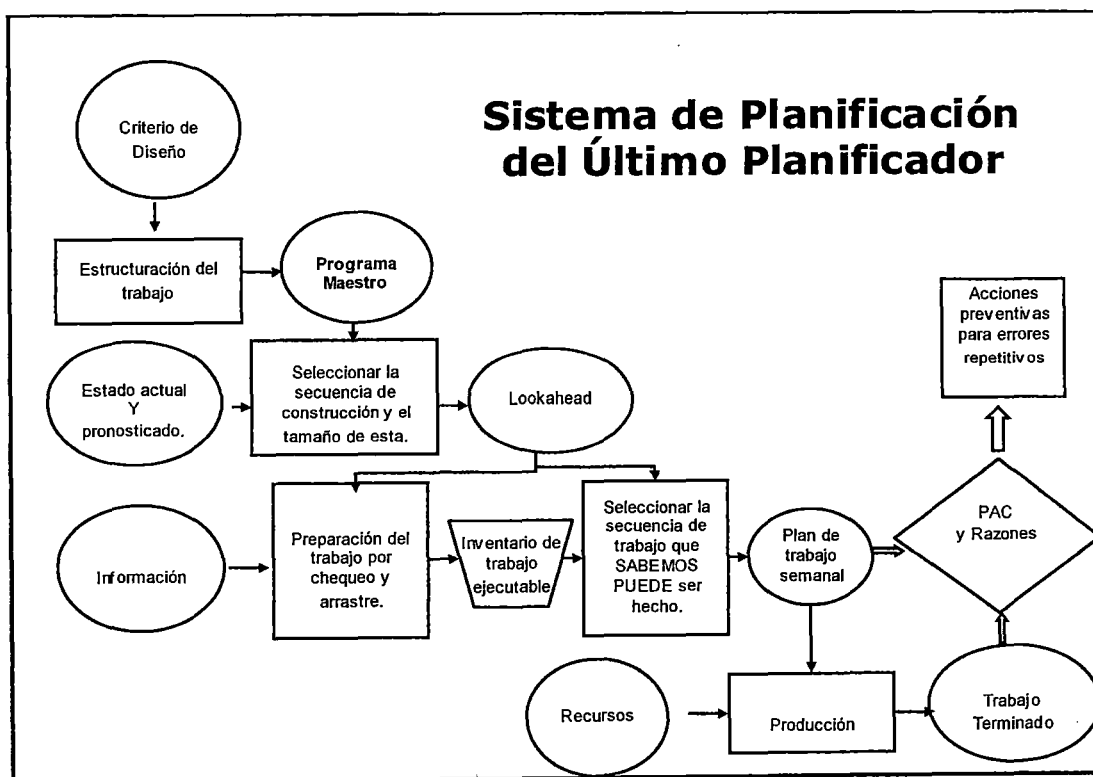 Sistema de Planificación
del Último Planificador
Criterio de
Diseño
Estructuración del
trabajo
Programa
Maestro
Estado actual
Y
pronosticado.
Seleccionar la
secuencia de
construcción y el
tamaño de esta.
Lookahead
Acciones
preventivas
para errores
repetitivos
Información
Preparación del
trabajo por
chequeo y
arrastre.
Inventario de
trabajo
ejecutable
Seleccionar la
secuencia de
trabajo que
SABEMOS
PUEDE ser
hecho.
Plan de
trabajo
semanal
PAC
y Razones
Recursos
Producción
Trabajo
Terminado